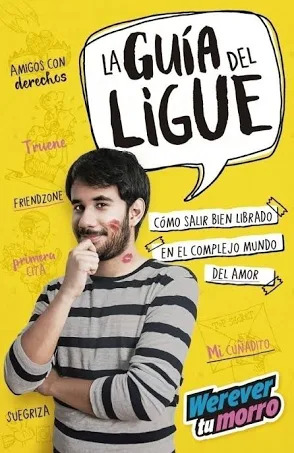 LA
GUÍA DEL
LIGUE
AMIGOS CON
derechos
Truene
FRIENDZONE
primera
CITA
CÓMO SALIR BIEN LIBRADO
EN EL COMPLEJO MUNDO
DEL AMOR
Mi CUÑADITO
SUEGRIZA
Werever
tu morro